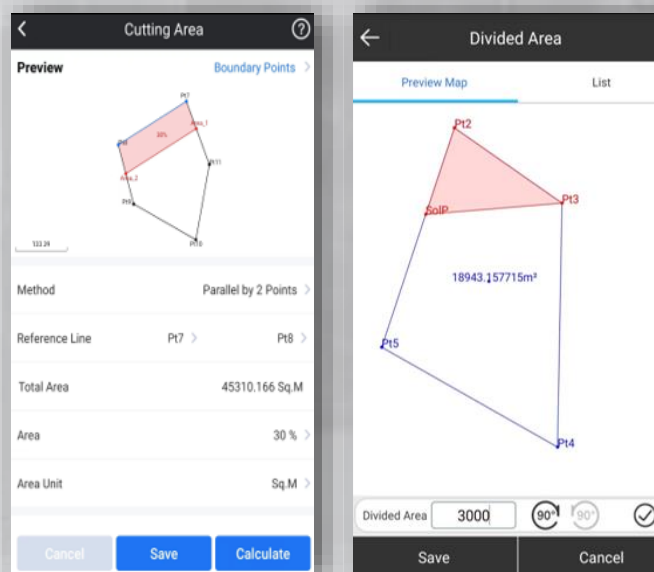 Cutting Area
Preview
Boundary Points
Pt7
Area_1
Pt8
30%
Area_2
Pt11
Pt9
Pt10
Method
Parallel by 2 Points
Reference Line
Pt7
Pt8
Total Area
45310.166 Sq.M
Area
30 %
Area Unit
Sq.M
Cancel
Save
Calculate
Divided Area
Preview Map
List
Pt2
Pt3
SolP
18943.157715m²
Pt5
Pt4
Divided Area
3000
90°
90°
Save
Cancel